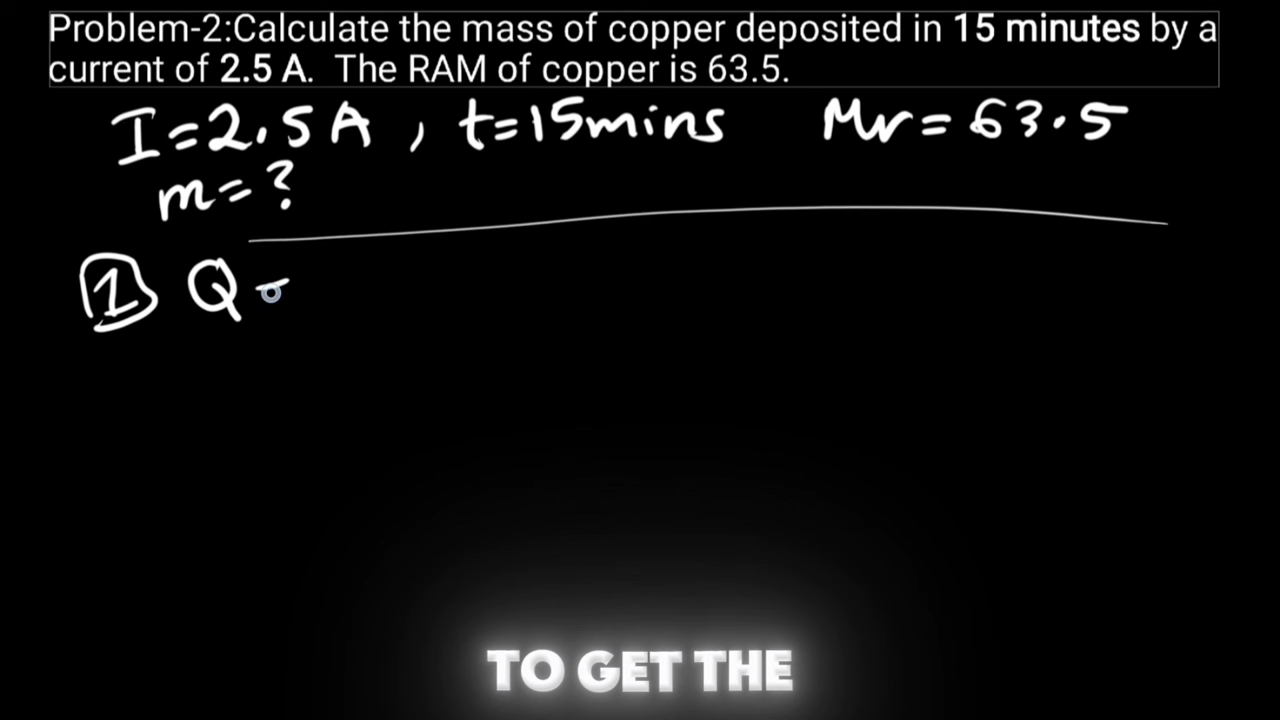 Problem-2:Calculate the mass of copper deposited in 15 minutes by a
current of 2.5 A. The RAM of copper is 63.5.
I=2.5A, t=15mins Mr=63.5
m=?
1 Q =
TO GET THE